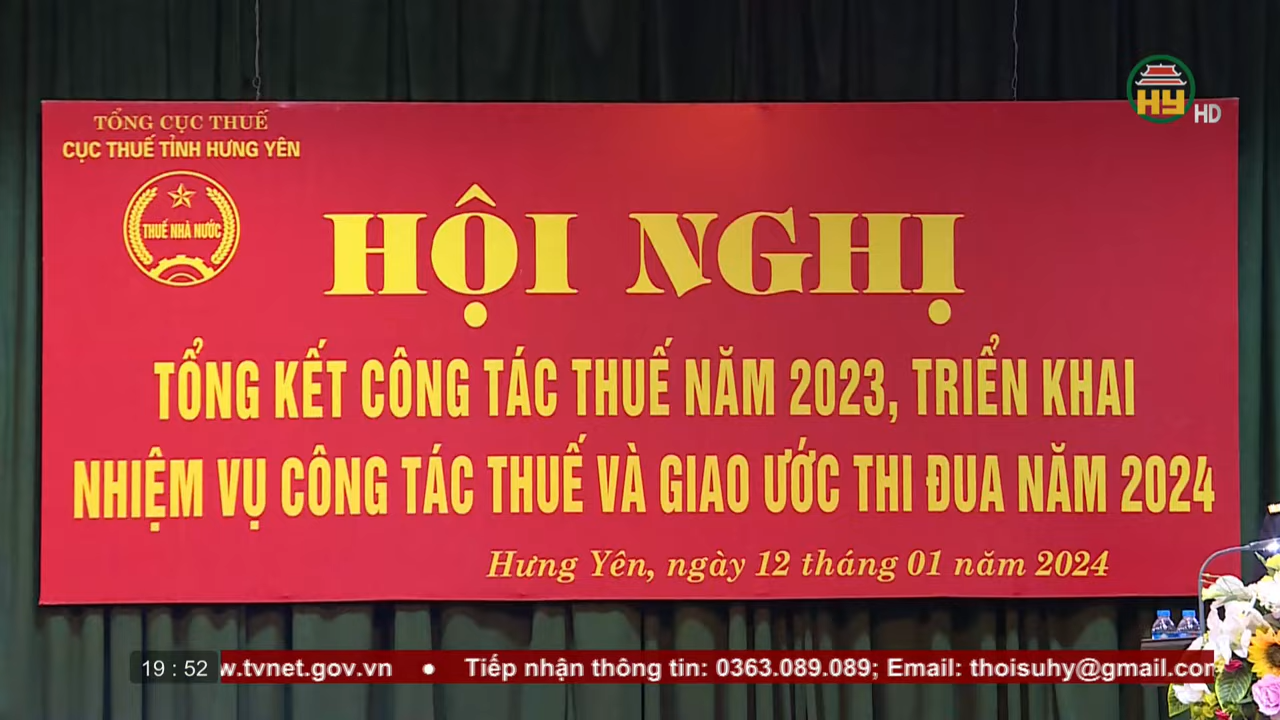 TỔNG CỤC THUẾ
CỤC THUẾ TỈNH HƯNG YÊN
THUẾ NHÀ NƯỚC
HY HD
HỘI NGHỊ
TỔNG KẾT CÔNG TÁC THUẾ NĂM 2023, TRIỂN KHAI
NHIỆM VỤ CÔNG TÁC THUẾ VÀ GIAO ƯỚC THI ĐUA NĂM 2024
Hưng Yên, ngày 12 tháng 01 năm 2024
19 : 52 w.tvnet.gov.vn • Tiếp nhận thông tin: 0363.089.089; Email: thoisuhy@gmail.com